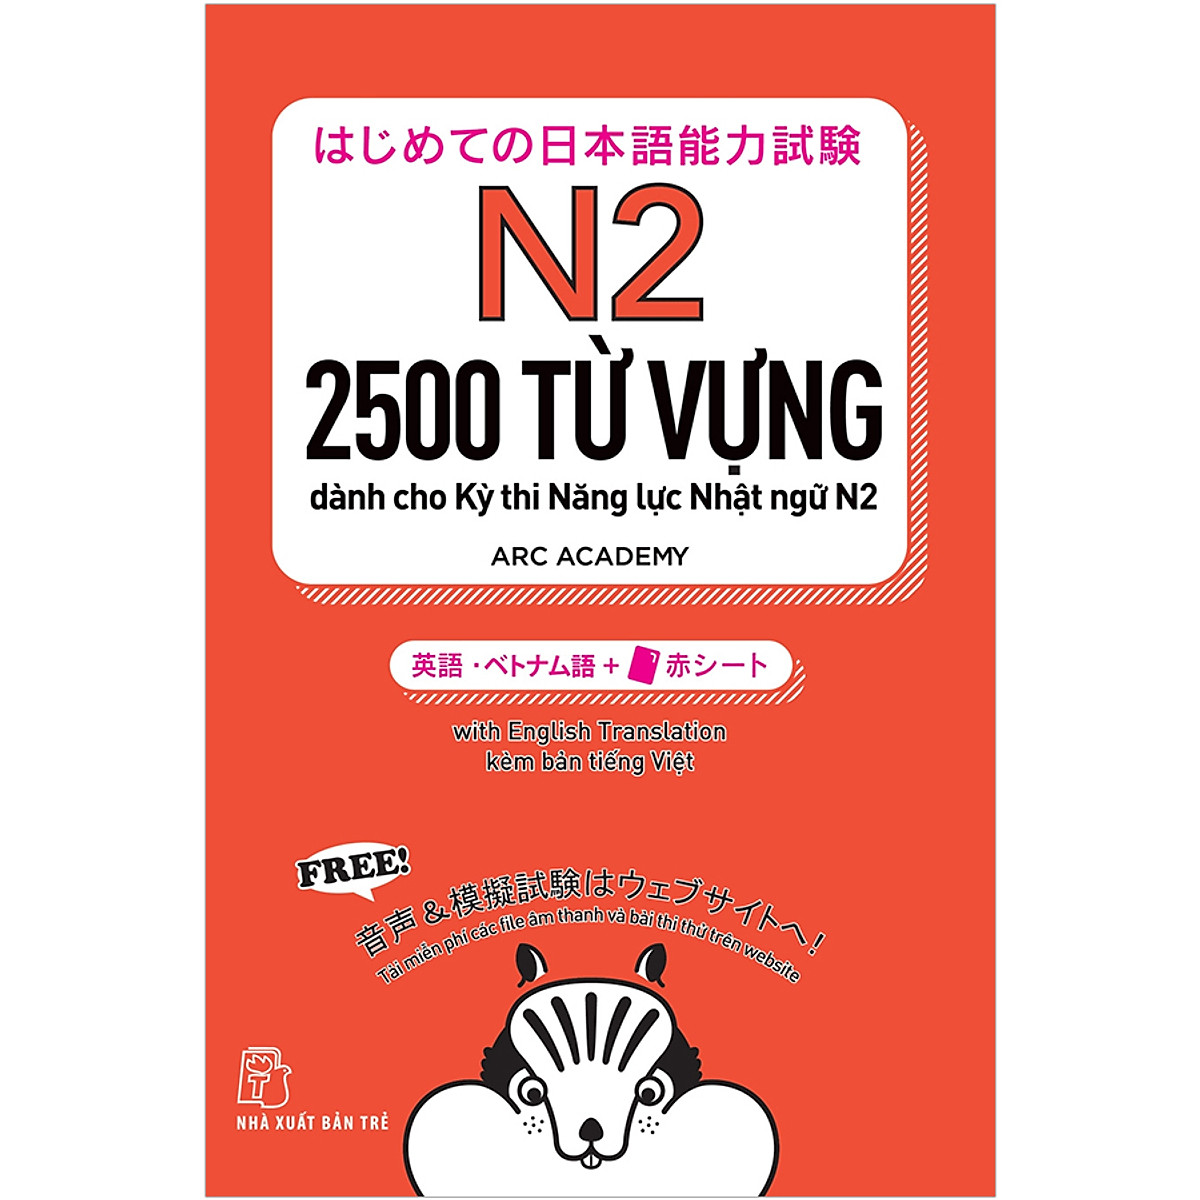 はじめての日本語能力試験
N2
2500 TỪ VỰNG
dành cho Kỳ thi Năng lực Nhật ngữ N2
ARC ACADEMY
英語・ベトナム語 + 赤シート
with English Translation
kèm bản tiếng Việt
FREE!
音声&模擬試験はウェブサイトへ!
Tải miễn phí các file âm thanh và bài thi thử trên website
T
NHÀ XUẤT BẢN TRẺ